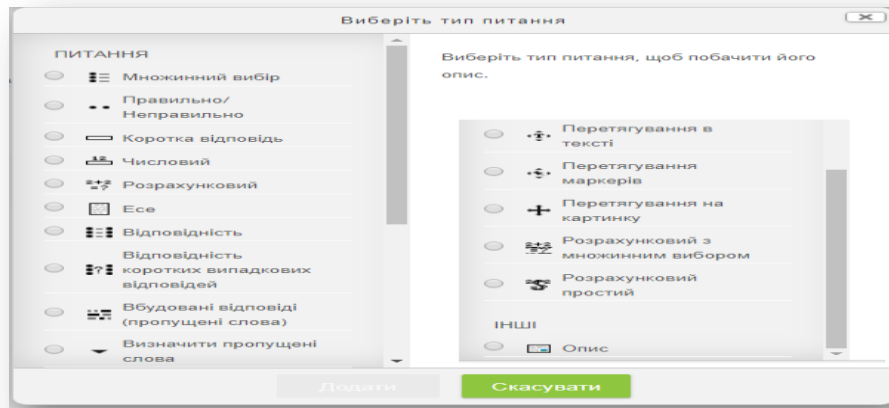 Виберіть тип питання
ПИТАННЯ
Множинний вибір
Правильно/
Неправильно
Коротка відповідь
Числовий
Розрахунковий
Есе
Відповідність
Відповідність
коротких випадкових
відповідей
Вбудовані відповіді
(пропущені слова)
Визначити пропущені
слова
Виберіть тип питання, щоб побачити його
опис.
Перетягування в
тексті
Перетягування
маркерів
Перетягування на
картинку
Розрахунковий з
множинним вибором
Розрахунковий
простий
ІНШІ
Опис
Додати
Скасувати